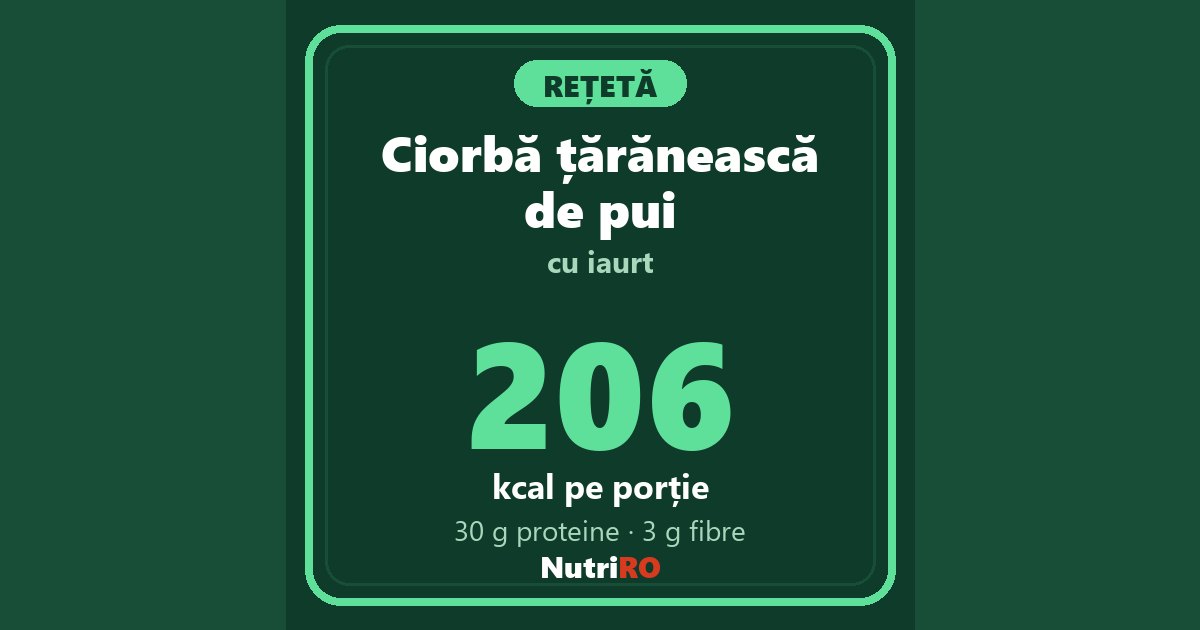 REȚETĂ
Ciorbă țărănească
de pui
cu iaurt
206
kcal pe porție
30 g proteine · 3 g fibre
NutriRO